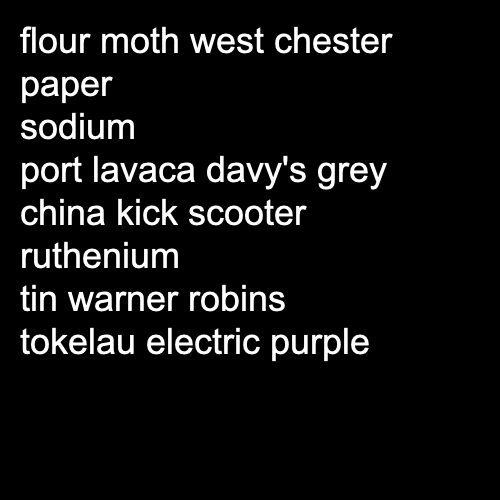 flour moth west chester
paper
sodium
port lavaca davy's grey
china kick scooter
ruthenium
tin warner robins
tokelau electric purple